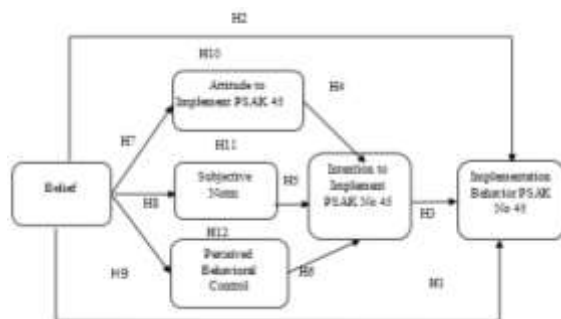 H2
H10
Attitude to
Implement PSAK 45
H4
H7
H11
Belief
Subjective
Norm
H8
H5
Intention to
Implement
PSAK No 45
H3
Implementation
Behavior PSAK
No 45
H12
Perceived
Behavioral
Control
H9
H6
H1